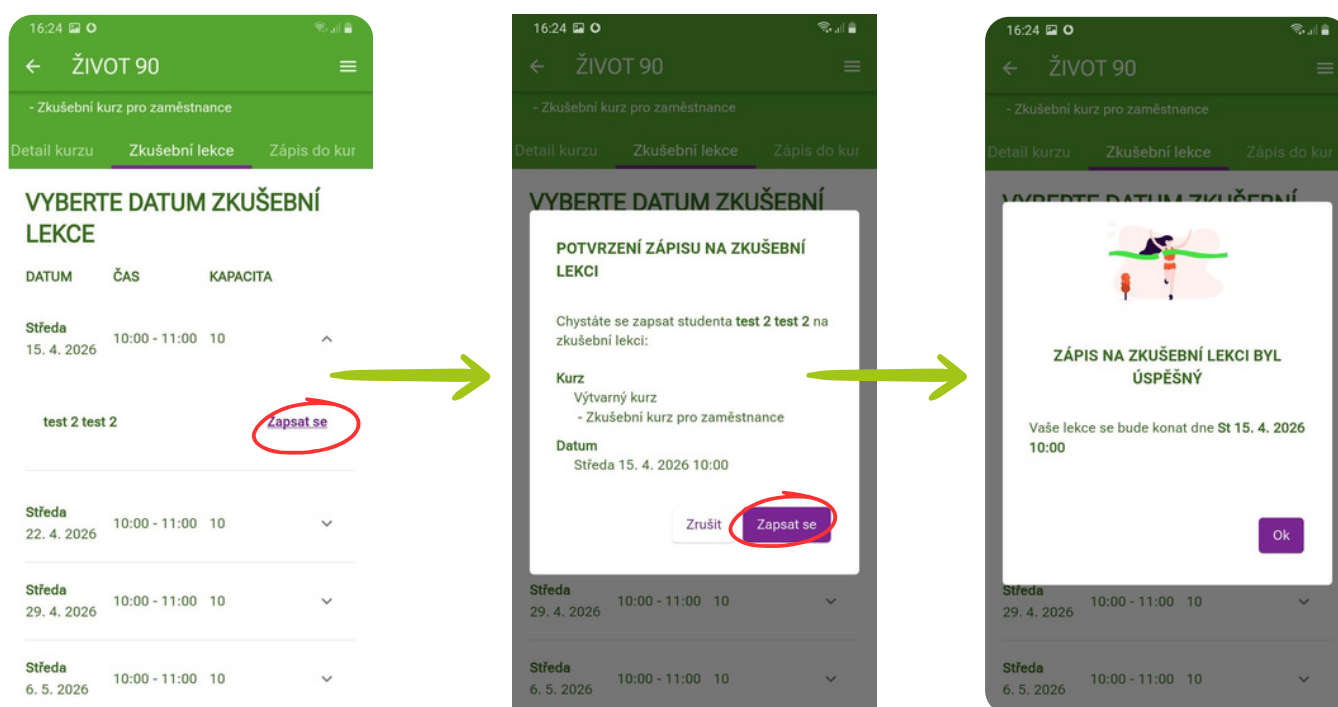 16:24
ŽIVOT 90
- Zkušební kurz pro zaměstnance
Detail kurzu Zkušební lekce Zápis do kur
VYBERTE DATUM ZKUŠEBNÍ
LEKCE
DATUM ČAS KAPACITA
Středa
15. 4. 2026 10:00 - 11:00 10
test 2 test 2 Zapsat se
Středa
22. 4. 2026 10:00 - 11:00 10
Středa
29. 4. 2026 10:00 - 11:00 10
Středa
6. 5. 2026 10:00 - 11:00 10
16:24
ŽIVOT 90
- Zkušební kurz pro zaměstnance
Detail kurzu Zkušební lekce Zápis do kur
VYBERTE DATUM ZKUŠEBNÍ
POTVRZENÍ ZÁPISU NA ZKUŠEBNÍ
LEKCI
Chystáte se zapsat studenta test 2 test 2 na
zkušební lekci:
Kurz
Výtvarný kurz
- Zkušební kurz pro zaměstnance
Datum
Středa 15. 4. 2026 10:00
Zrušit Zapsat se
Středa
29. 4. 2026 10:00 - 11:00 10
Středa
6. 5. 2026 10:00 - 11:00 10
16:24
ŽIVOT 90
- Zkušební kurz pro zaměstnance
Detail kurzu Zkušební lekce Zápis do kur
VYBERTE DATUM ZKUŠEBNÍ
ZÁPIS NA ZKUŠEBNÍ LEKCI BYL
ÚSPĚŠNÝ
Vaše lekce se bude konat dne St 15. 4. 2026
10:00
Ok
Středa
29. 4. 2026 10:00 - 11:00 10
Středa
6. 5. 2026 10:00 - 11:00 10